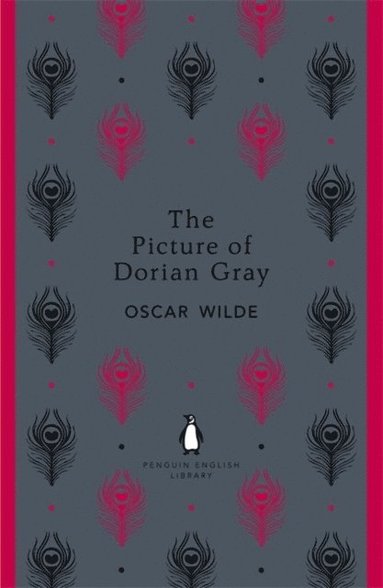 The
Picture of
Dorian Gray
OSCAR WILDE
PENGUIN ENGLISH
LIBRARY